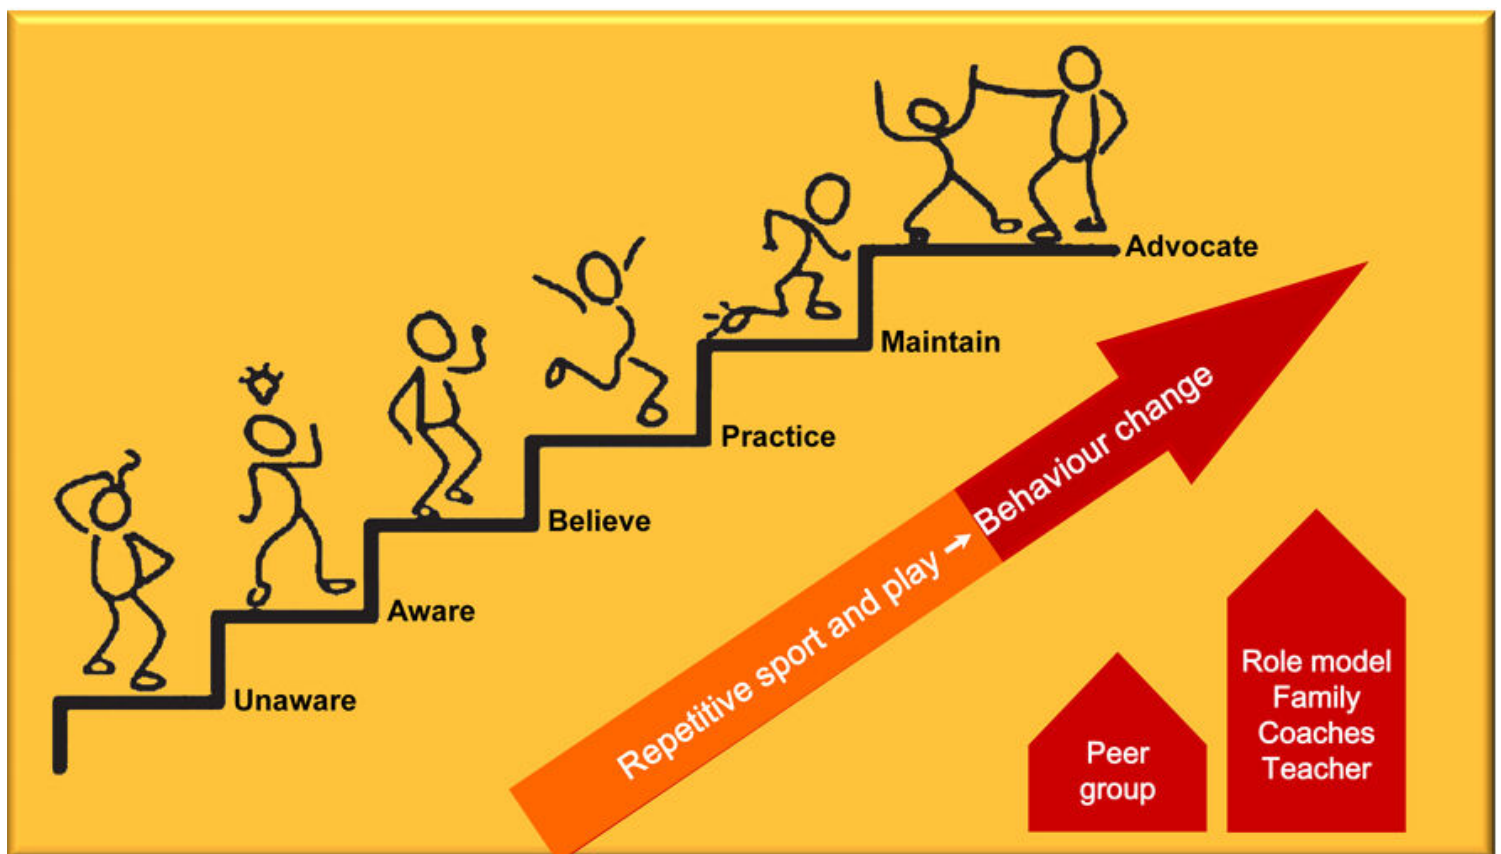 Advocate
Maintain
Practice
Believe
Aware
Unaware
Repetitive sport and play → Behaviour change
Peer
group
Role model
Family
Coaches
Teacher